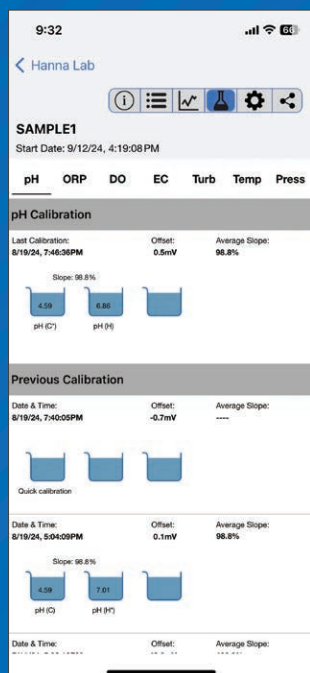 9:32
66
Hanna Lab
SAMPLE1
Start Date: 9/12/24, 4:19:08 PM
pH ORP DO EC Turb Temp Press
pH Calibration
Last Calibration: Offset: Average Slope:
8/19/24, 7:46:36PM 0.5mV 98.8%
Slope: 98.8%
4.59 6.86
pH (C*) pH (H)
Previous Calibration
Date & Time: Offset: Average Slope:
8/19/24, 7:40:05PM -0.7mV ----
Quick calibration
Date & Time: Offset: Average Slope:
8/19/24, 5:04:09PM 0.1mV 98.8%
Slope: 98.8%
4.59 7.01
pH (C) pH (H*)
Date & Time: Offset: Average Slope: